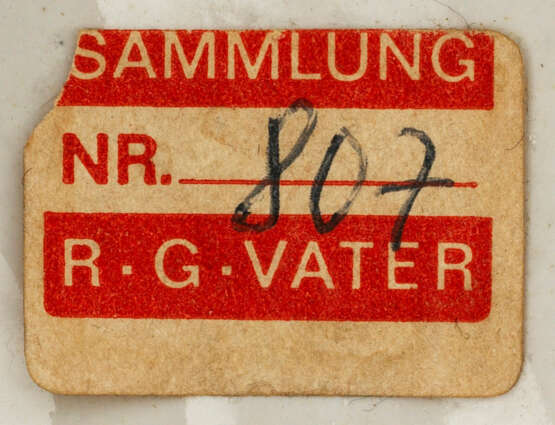 SAMMLUNG
NR. 807
R·G·VATER